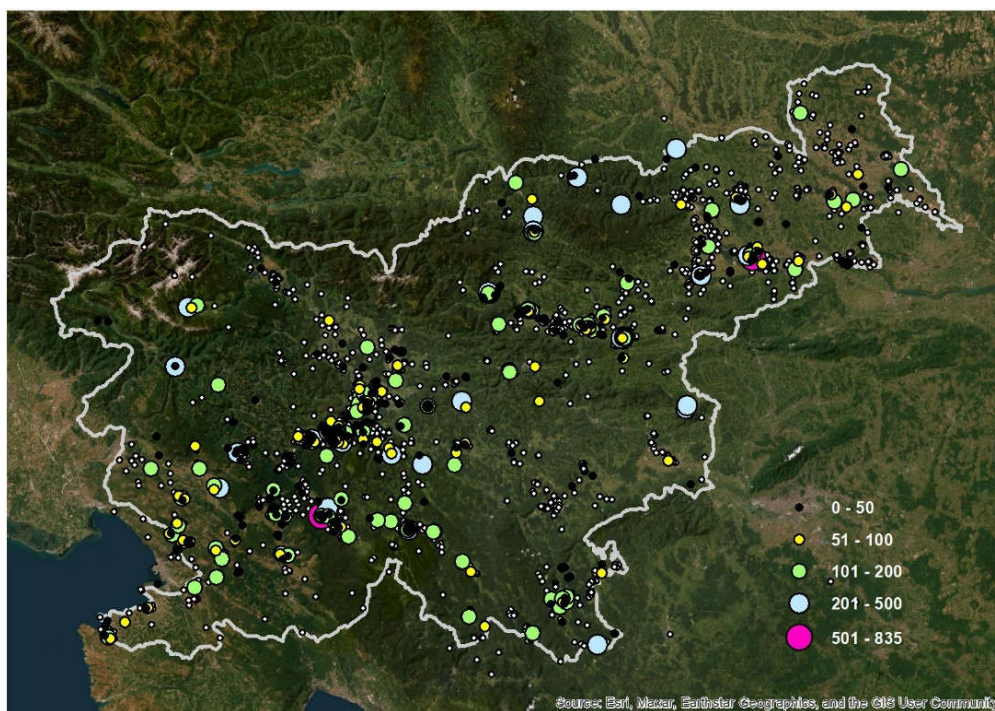 0 - 50
51 - 100
101 - 200
201 - 500
501 - 835
Source: Esri, Maxar, Earthstar Geographics, and the GIS User Community